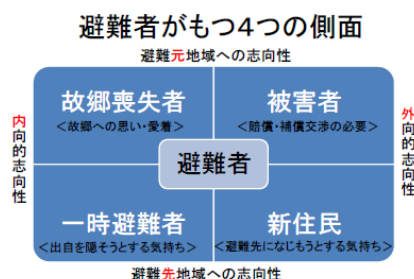 避難者がもつ4つの側面
避難元地域への志向性
内向的志向性
故郷喪失者
<故郷への思い・愛着>
被害者
<賠償・補償交渉の必要>
外向的志向性
避難者
一時避難者
<出自を隠そうとする気持ち>
新住民
<避難先になじもうとする気持ち>
避難先地域への志向性